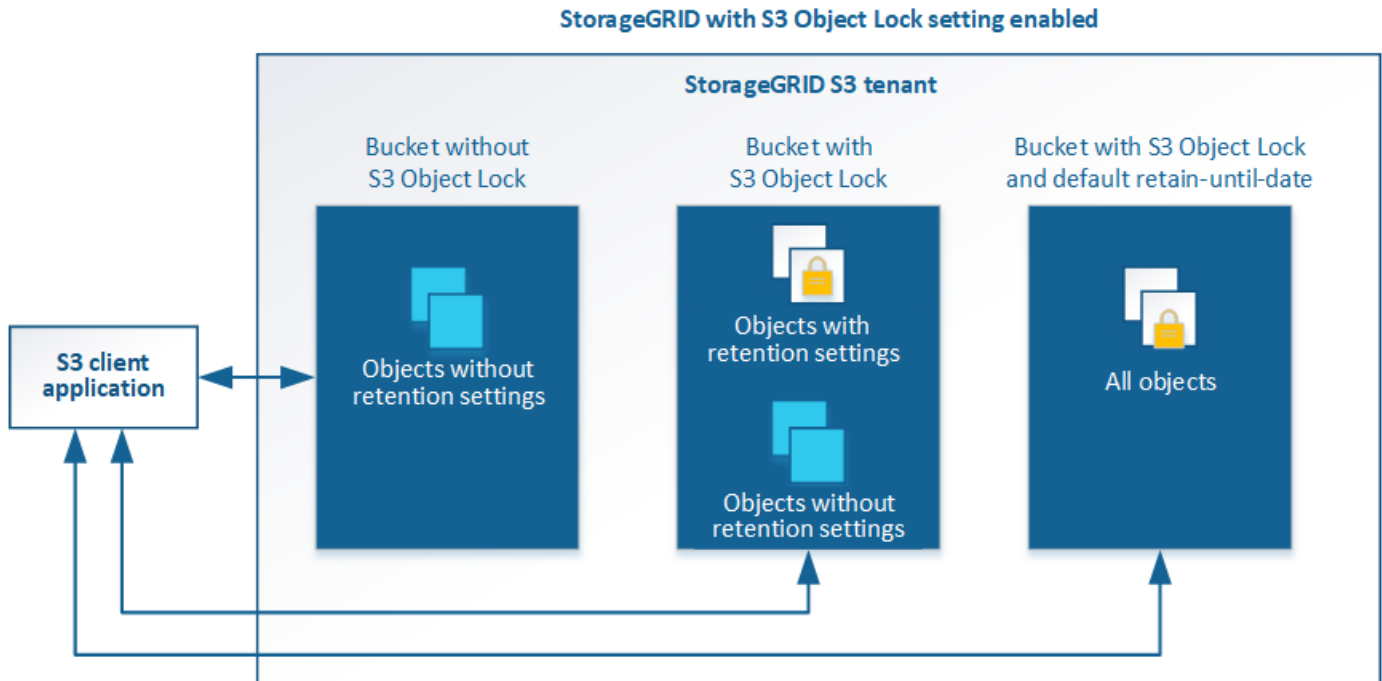 StorageGRID with S3 Object Lock setting enabled
StorageGRID S3 tenant
Bucket without
S3 Object Lock
Bucket with
S3 Object Lock
Bucket with S3 Object Lock
and default retain-until-date
S3 client
application
Objects without
retention settings
Objects with
retention settings
Objects without
retention settings
All objects